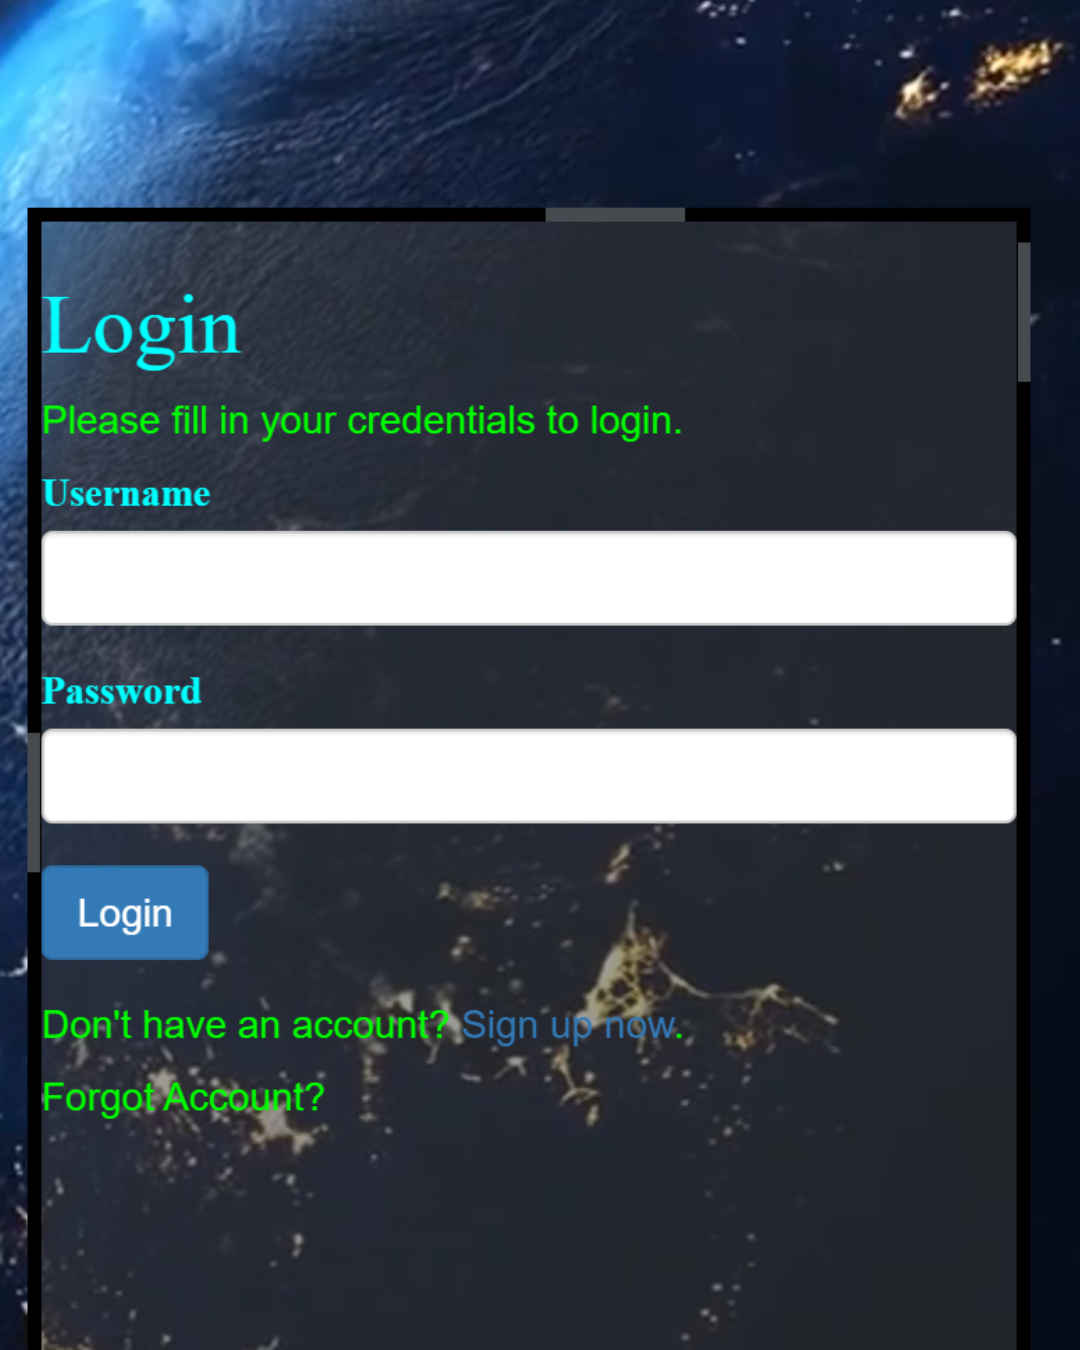 Login
Please fill in your credentials to login.
Username
Password
Login
Don't have an account? Sign up now.
Forgot Account?